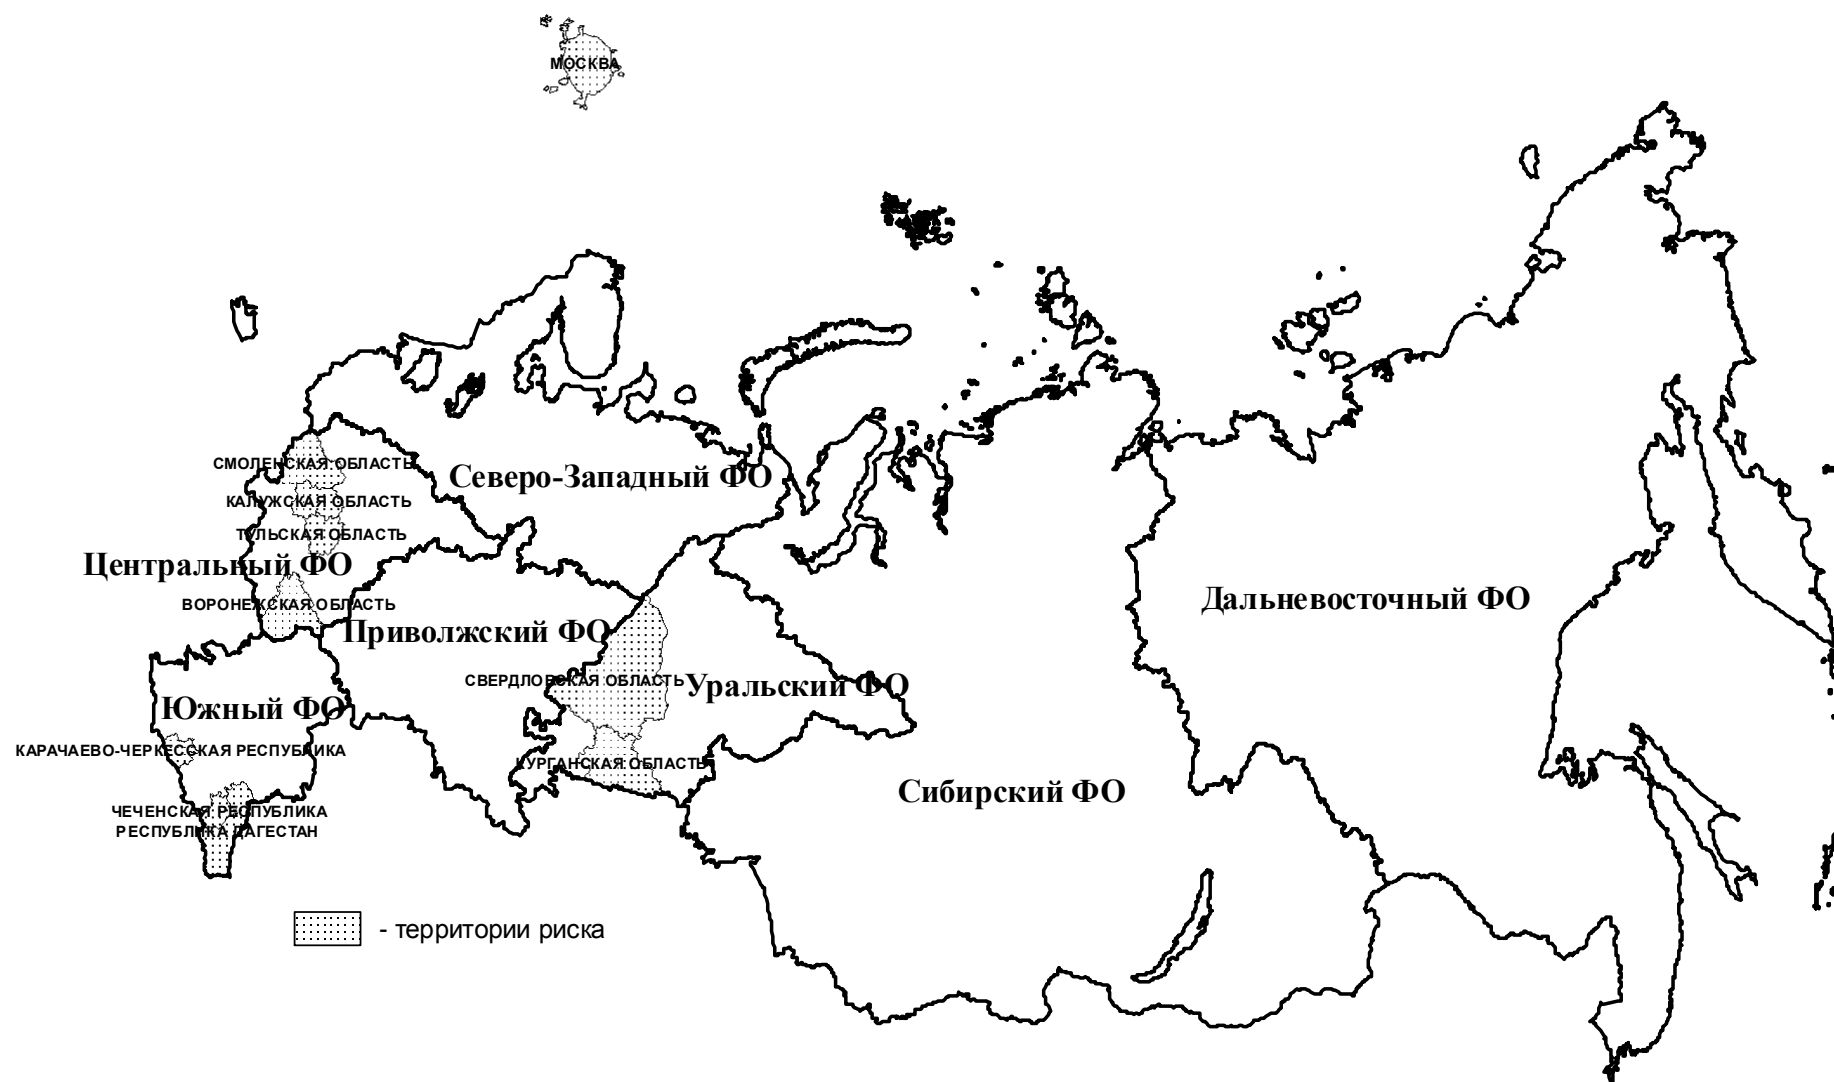 МОСКВА
СМОЛЕНСКАЯ ОБЛАСТЬ
Северо-Западный ФО
КАЛУЖСКАЯ ОБЛАСТЬ
ТУЛЬСКАЯ ОБЛАСТЬ
Центральный ФО
ВОРОНЕЖСКАЯ ОБЛАСТЬ
Дальневосточный ФО
Приволжский ФО
СВЕРДЛОВСКАЯ ОБЛАСТЬ
Уральский ФО
Южный ФО
КАРАЧАЕВО-ЧЕРКЕССКАЯ РЕСПУБЛИКА
КУРГАНСКАЯ ОБЛАСТЬ
Сибирский ФО
ЧЕЧЕНСКАЯ РЕСПУБЛИКА
РЕСПУБЛИКА ДАГЕСТАН
- территории риска